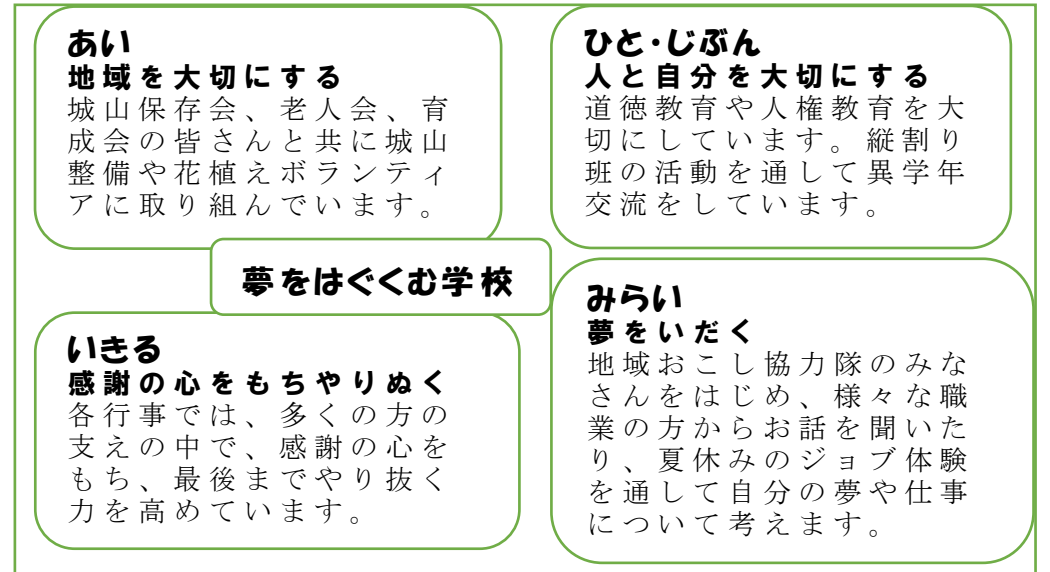 あい
地域を大切にする
城山保存会、老人会、育
成会の皆さんと共に城山
整備や花植えボランティ
アに取り組んでいます。
ひと・じぶん
人と自分を大切にする
道徳教育や人権教育を大
切にしています。縦割り
班の活動を通して異学年
交流をしています。
夢をはぐくむ学校
いきる
感謝の心をもちやりぬく
各行事では、多くの方の
支えの中で、感謝の心を
もち、最後までやり抜く
力を高めています。
みらい
夢をいだく
地域おこし協力隊のみな
さんをはじめ、様々な職
業の方からお話を聞いた
り、夏休みのジョブ体験
を通して自分の夢や仕事
について考えます。